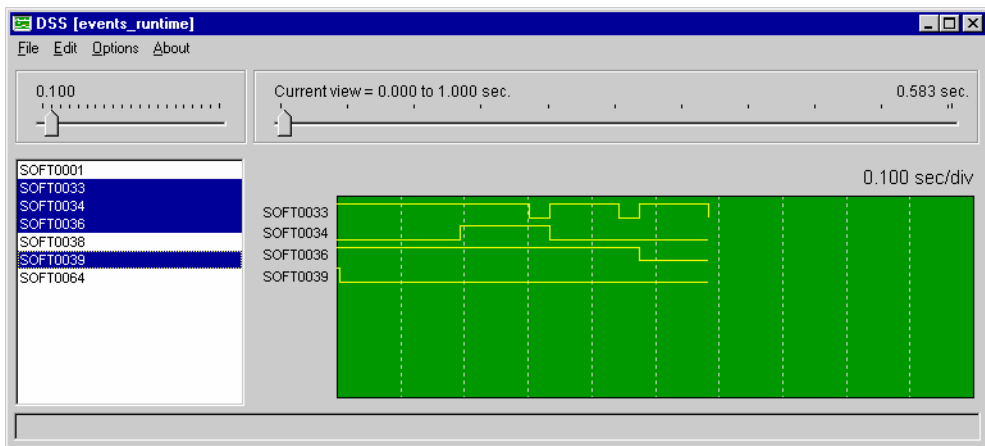 DSS [events_runtime]
File Edit Options About
0.100
Current view = 0.000 to 1.000 sec.
0.583 sec.
SOFT0001
SOFT0033
SOFT0034
SOFT0036
SOFT0038
SOFT0039
SOFT0064
0.100 sec/div
SOFT0033
SOFT0034
SOFT0036
SOFT0039